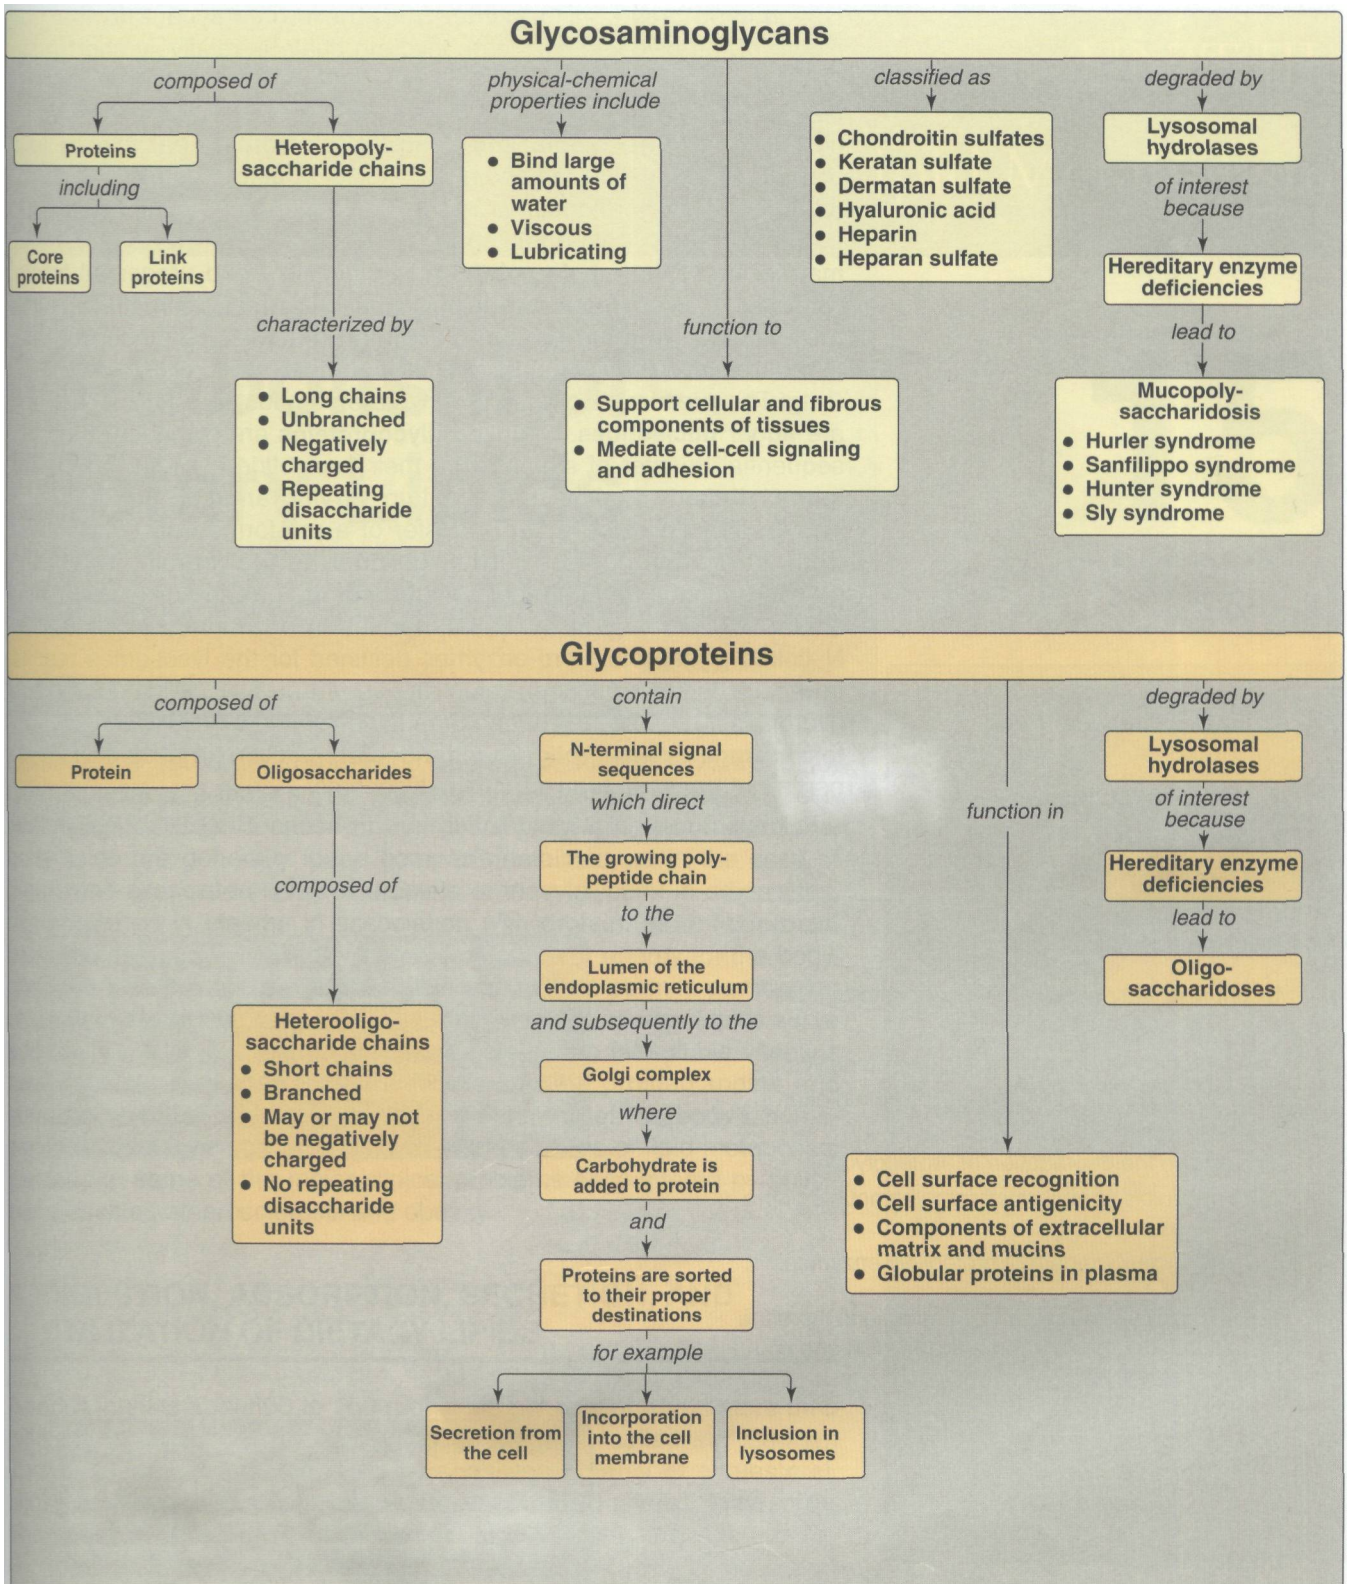 Glycosaminoglycans
composed of
Proteins
including
Core
proteins
Link
proteins
Heteropoly-
saccharide chains
characterized by
● Long chains
● Unbranched
● Negatively
charged
● Repeating
disaccharide
units
physical-chemical
properties include
● Bind large
amounts of
water
● Viscous
● Lubricating
function to
● Support cellular and fibrous
components of tissues
● Mediate cell-cell signaling
and adhesion
classified as
● Chondroitin sulfates
● Keratan sulfate
● Dermatan sulfate
● Hyaluronic acid
● Heparin
● Heparan sulfate
degraded by
Lysosomal
hydrolases
of interest
because
Hereditary enzyme
deficiencies
lead to
Mucopoly-
saccharidosis
● Hurler syndrome
● Sanfilippo syndrome
● Hunter syndrome
● Sly syndrome
Glycoproteins
composed of
Protein
Oligosaccharides
composed of
Heterooligo-
saccharide chains
● Short chains
● Branched
● May or may not
be negatively
charged
● No repeating
disaccharide
units
contain
N-terminal signal
sequences
which direct
The growing poly-
peptide chain
to the
Lumen of the
endoplasmic reticulum
and subsequently to the
Golgi complex
where
Carbohydrate is
added to protein
and
Proteins are sorted
to their proper
destinations
for example
Secretion from
the cell
Incorporation
into the cell
membrane
Inclusion in
lysosomes
function in
● Cell surface recognition
● Cell surface antigenicity
● Components of extracellular
matrix and mucins
● Globular proteins in plasma
degraded by
Lysosomal
hydrolases
of interest
because
Hereditary enzyme
deficiencies
lead to
Oligo-
saccharidoses